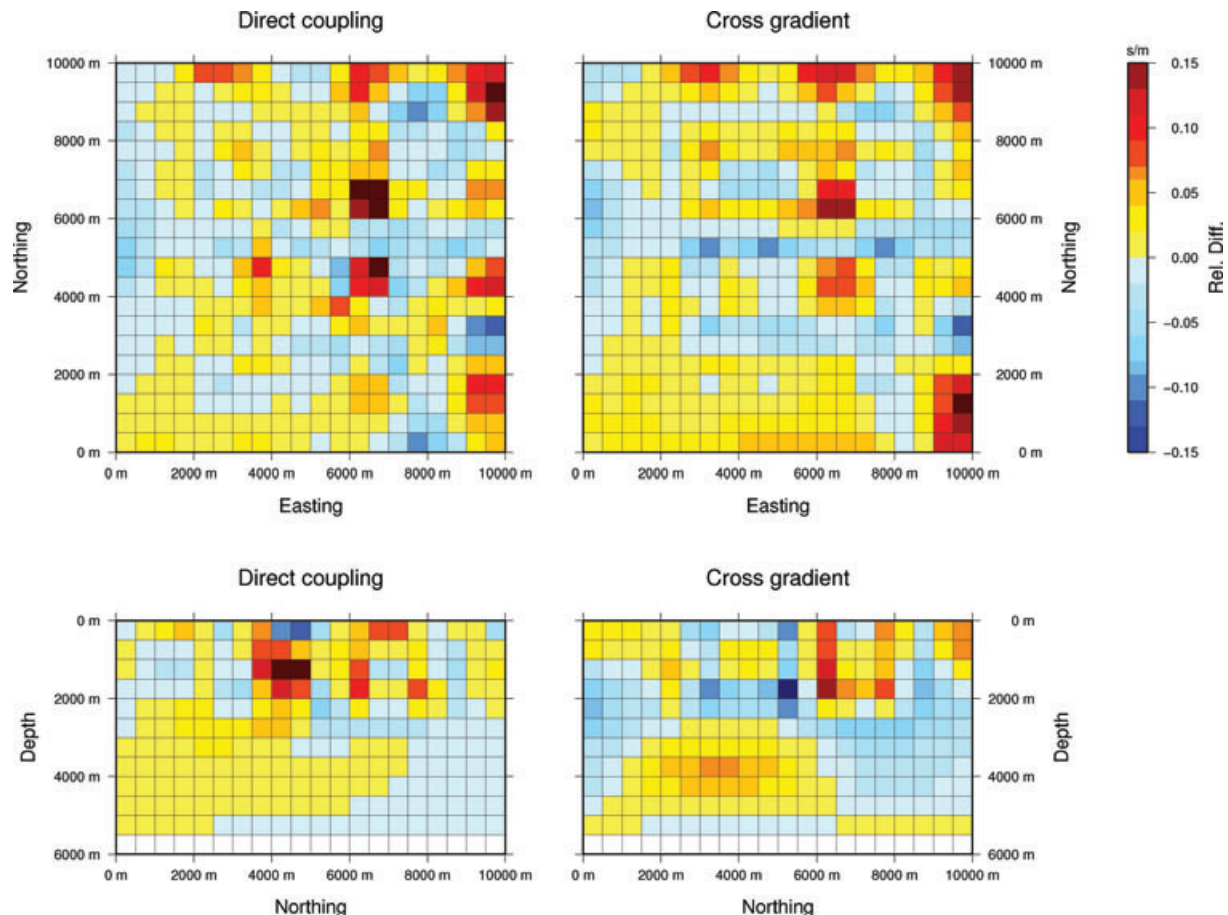 Direct coupling
Cross gradient
10000 m
8000 m
6000 m
4000 m
2000 m
0 m
Northing
0 m 2000 m 4000 m 6000 m 8000 m 10000 m
Easting
0 m 2000 m 4000 m 6000 m 8000 m 10000 m
Easting
10000 m
8000 m
6000 m
4000 m
2000 m
0 m
Northing
s/m
0.15
0.10
0.05
0.00
−0.05
−0.10
−0.15
Rel. Diff.
Direct coupling
Cross gradient
0 m
2000 m
4000 m
6000 m
Depth
0 m 2000 m 4000 m 6000 m 8000 m 10000 m
Northing
0 m 2000 m 4000 m 6000 m 8000 m 10000 m
Northing
0 m
2000 m
4000 m
6000 m
Depth